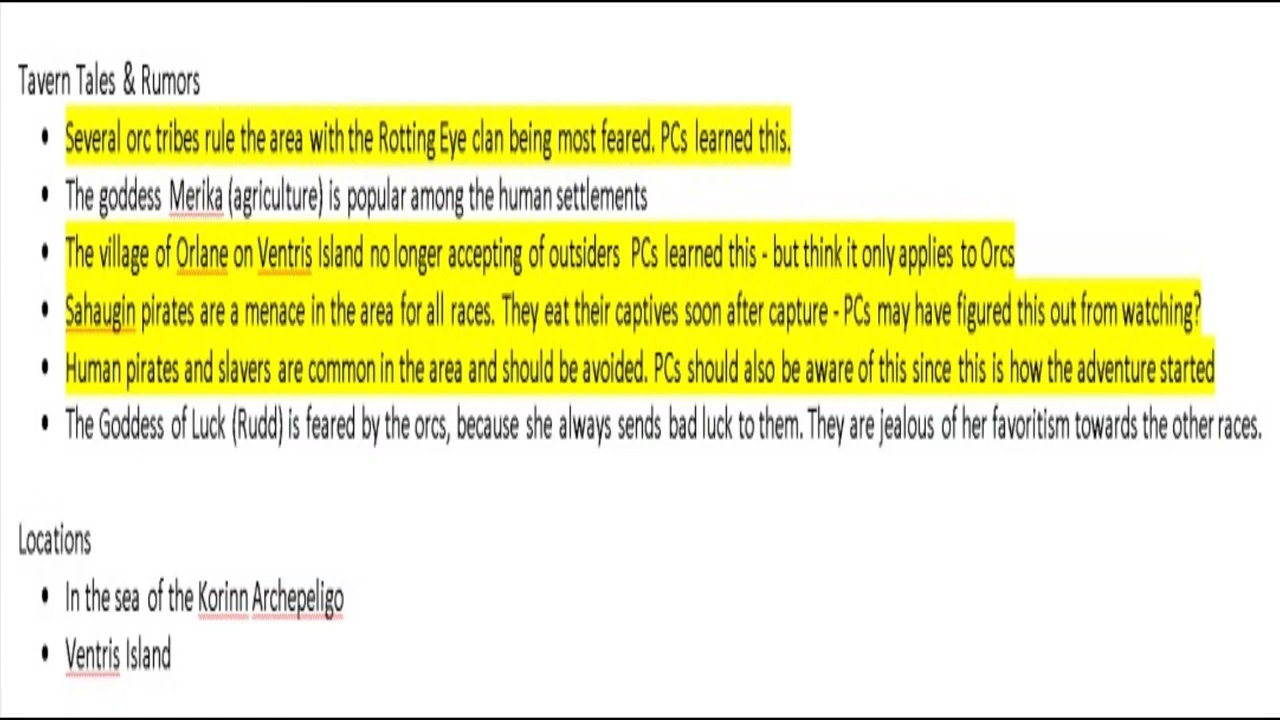 Tavern Tales & Rumors
• Several orc tribes rule the area with the Rotting Eye clan being most feared. PCs learned this.
• The goddess Merika (agriculture) is popular among the human settlements
• The village of Orlane on Ventris Island no longer accepting of outsiders PCs learned this - but think it only applies to Orcs
• Sahaugin pirates are a menace in the area for all races. They eat their captives soon after capture - PCs may have figured this out from watching?
• Human pirates and slavers are common in the area and should be avoided. PCs should also be aware of this since this is how the adventure started
• The Goddess of Luck (Rudd) is feared by the orcs, because she always sends bad luck to them. They are jealous of her favoritism towards the other races.
Locations
• In the sea of the Korinn Archepeligo
• Ventris Island